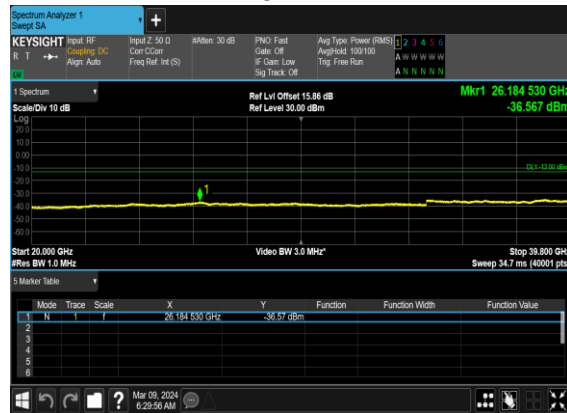 Spectrum Analyzer 1
Swept SA
+
KEYSIGHT Input: RF Input Z: 50 Ω #Atten: 30 dB PNO: Fast Avg Type: Power (RMS) 1 2 3 4 5 6
R T Coupling: DC Corr CCorr Gate: Off Avg|Hold: 100/100 A W W W W W
Align: Auto Freq Ref: Int (S) IF Gain: Low Trig: Free Run
LW Sig Track: Off A N N N N N
1 Spectrum Ref Lvl Offset 15.86 dB Mkr1 26.184 530 GHz
Scale/Div 10 dB Ref Level 30.00 dBm -36.567 dBm
Log
20.0
10.0
0.00
-10.0
DL1 -13.00 dBm
-20.0
-30.0
1
-40.0
-50.0
-60.0
Start 20.000 GHz Video BW 3.0 MHz* Stop 39.800 GHz
#Res BW 1.0 MHz Sweep 34.7 ms (40001 pts
5 Marker Table
Mode Trace Scale X Y Function Function Width Function Value
1 N 1 f 26.184 530 GHz -36.57 dBm
2
3
4
5
6
? Mar 09, 2024
6:29:56 AM